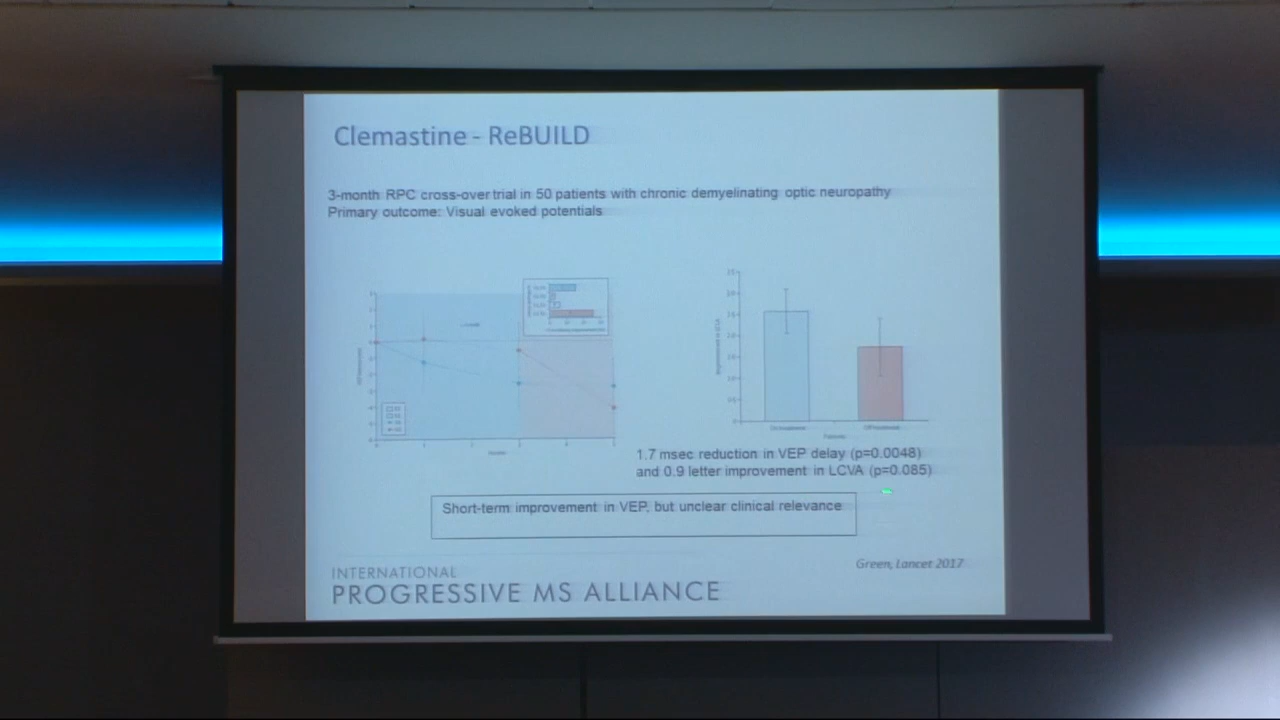 Clemastine - ReBUILD
3-month RPC cross-over trial in 50 patients with chronic demyelinating optic neuropathy
Primary outcome: Visual evoked potentials
1.7 msec reduction in VEP delay (p=0.0048)
and 0.9 letter improvement in LCVA (p=0.085)
Short-term improvement in VEP, but unclear clinical relevance
Green, Lancet 2017
INTERNATIONAL
PROGRESSIVE MS ALLIANCE